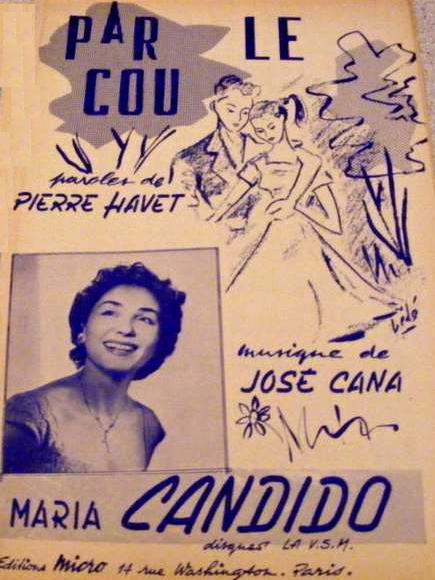 PAR LE
COU
paroles de
PIERRE HAVET
bédé
musique de
JOSÉ CANA
MARIA CANDIDO
disques LA V.S.M.
Editions Micro 14 rue Washington. Paris.